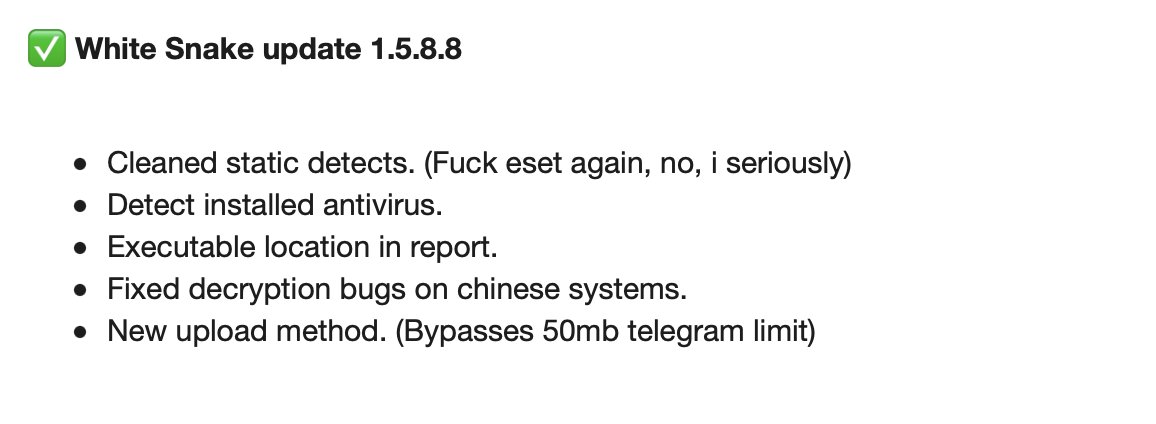 ✅ White Snake update 1.5.8.8
● Cleaned static detects. (Fuck eset again, no, i seriously)
● Detect installed antivirus.
● Executable location in report.
● Fixed decryption bugs on chinese systems.
● New upload method. (Bypasses 50mb telegram limit)